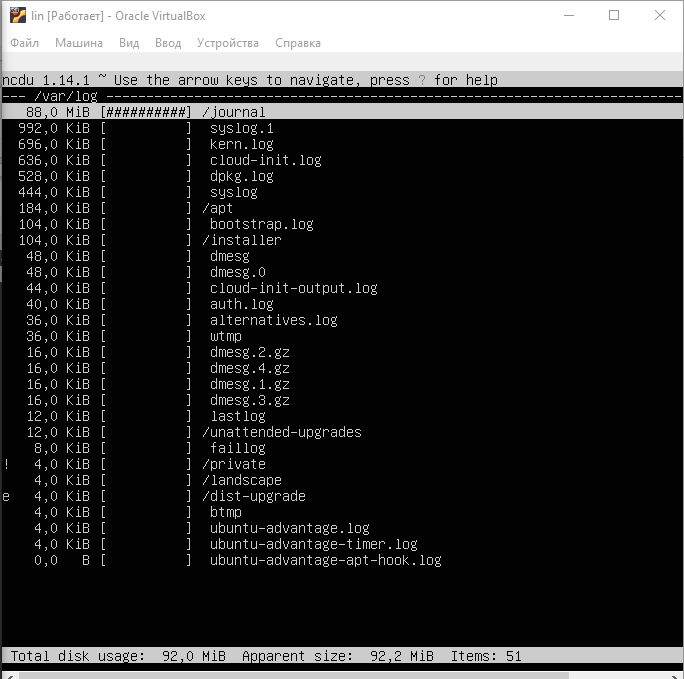 lin [Работает] - Oracle VirtualBox
Файл Машина Вид Ввод Устройства Справка
ncdu 1.14.1 ~ Use the arrow keys to navigate, press ? for help
--- /var/log ------------------------------------------------------------------------
88,0 MiB [##########] /journal
992,0 KiB [          ]  syslog.1
696,0 KiB [          ]  kern.log
636,0 KiB [          ]  cloud-init.log
528,0 KiB [          ]  dpkg.log
444,0 KiB [          ]  syslog
184,0 KiB [          ] /apt
104,0 KiB [          ]  bootstrap.log
104,0 KiB [          ] /installer
48,0 KiB [          ]  dmesg
48,0 KiB [          ]  dmesg.0
44,0 KiB [          ]  cloud-init-output.log
40,0 KiB [          ]  auth.log
36,0 KiB [          ]  alternatives.log
36,0 KiB [          ]  wtmp
16,0 KiB [          ]  dmesg.2.gz
16,0 KiB [          ]  dmesg.4.gz
16,0 KiB [          ]  dmesg.1.gz
16,0 KiB [          ]  dmesg.3.gz
12,0 KiB [          ]  lastlog
12,0 KiB [          ] /unattended-upgrades
8,0 KiB [          ]  faillog
! 4,0 KiB [          ] /private
4,0 KiB [          ] /landscape
e 4,0 KiB [          ] /dist-upgrade
4,0 KiB [          ]  btmp
4,0 KiB [          ]  ubuntu-advantage.log
4,0 KiB [          ]  ubuntu-advantage-timer.log
0,0   B [          ]  ubuntu-advantage-apt-hook.log
Total disk usage:  92,0 MiB  Apparent size:  92,2 MiB  Items: 51